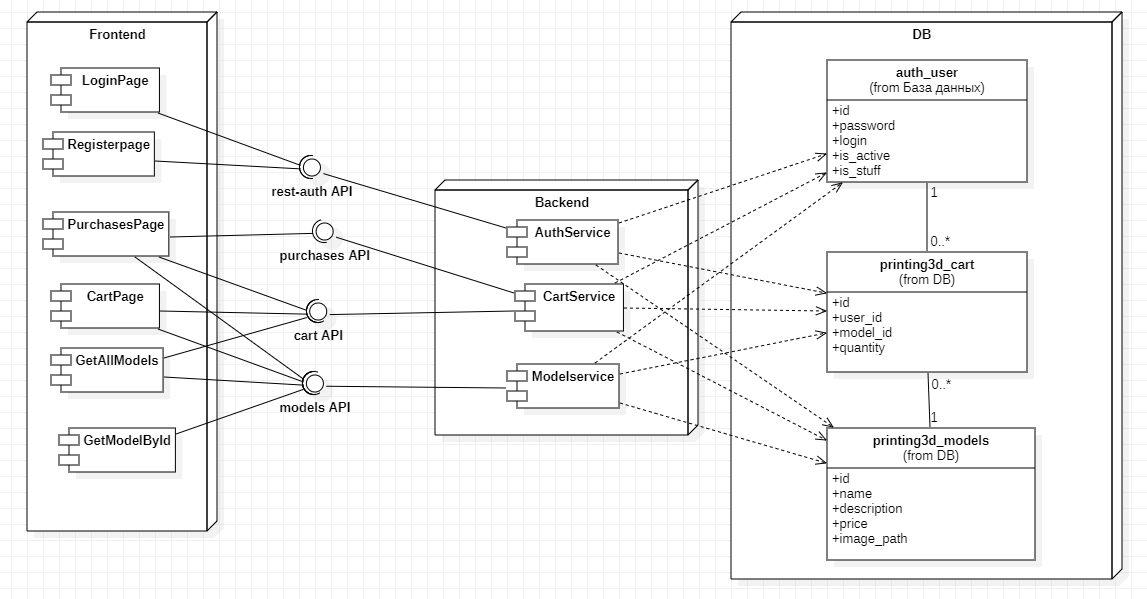 Frontend
LoginPage
Registerpage
PurchasesPage
CartPage
GetAllModels
GetModelById
rest-auth API
purchases API
cart API
models API
Backend
AuthService
CartService
Modelservice
DB
auth_user
(from База данных)
+id
+password
+login
+is_active
+is_stuff
1
0..*
printing3d_cart
(from DB)
+id
+user_id
+model_id
+quantity
0..*
1
printing3d_models
(from DB)
+id
+name
+description
+price
+image_path